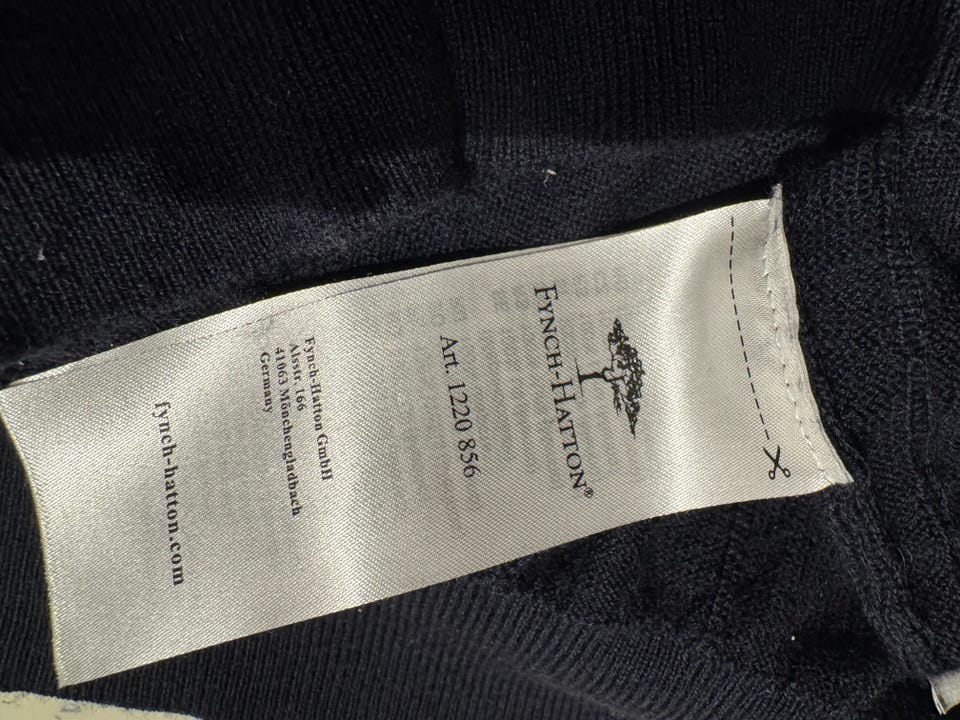 FYNCH-HATTON®
Art. 1220 856
Fynch-Hatton GmbH
Alsstr. 166
41063 Mönchengladbach
Germany
fynch-hatton.com